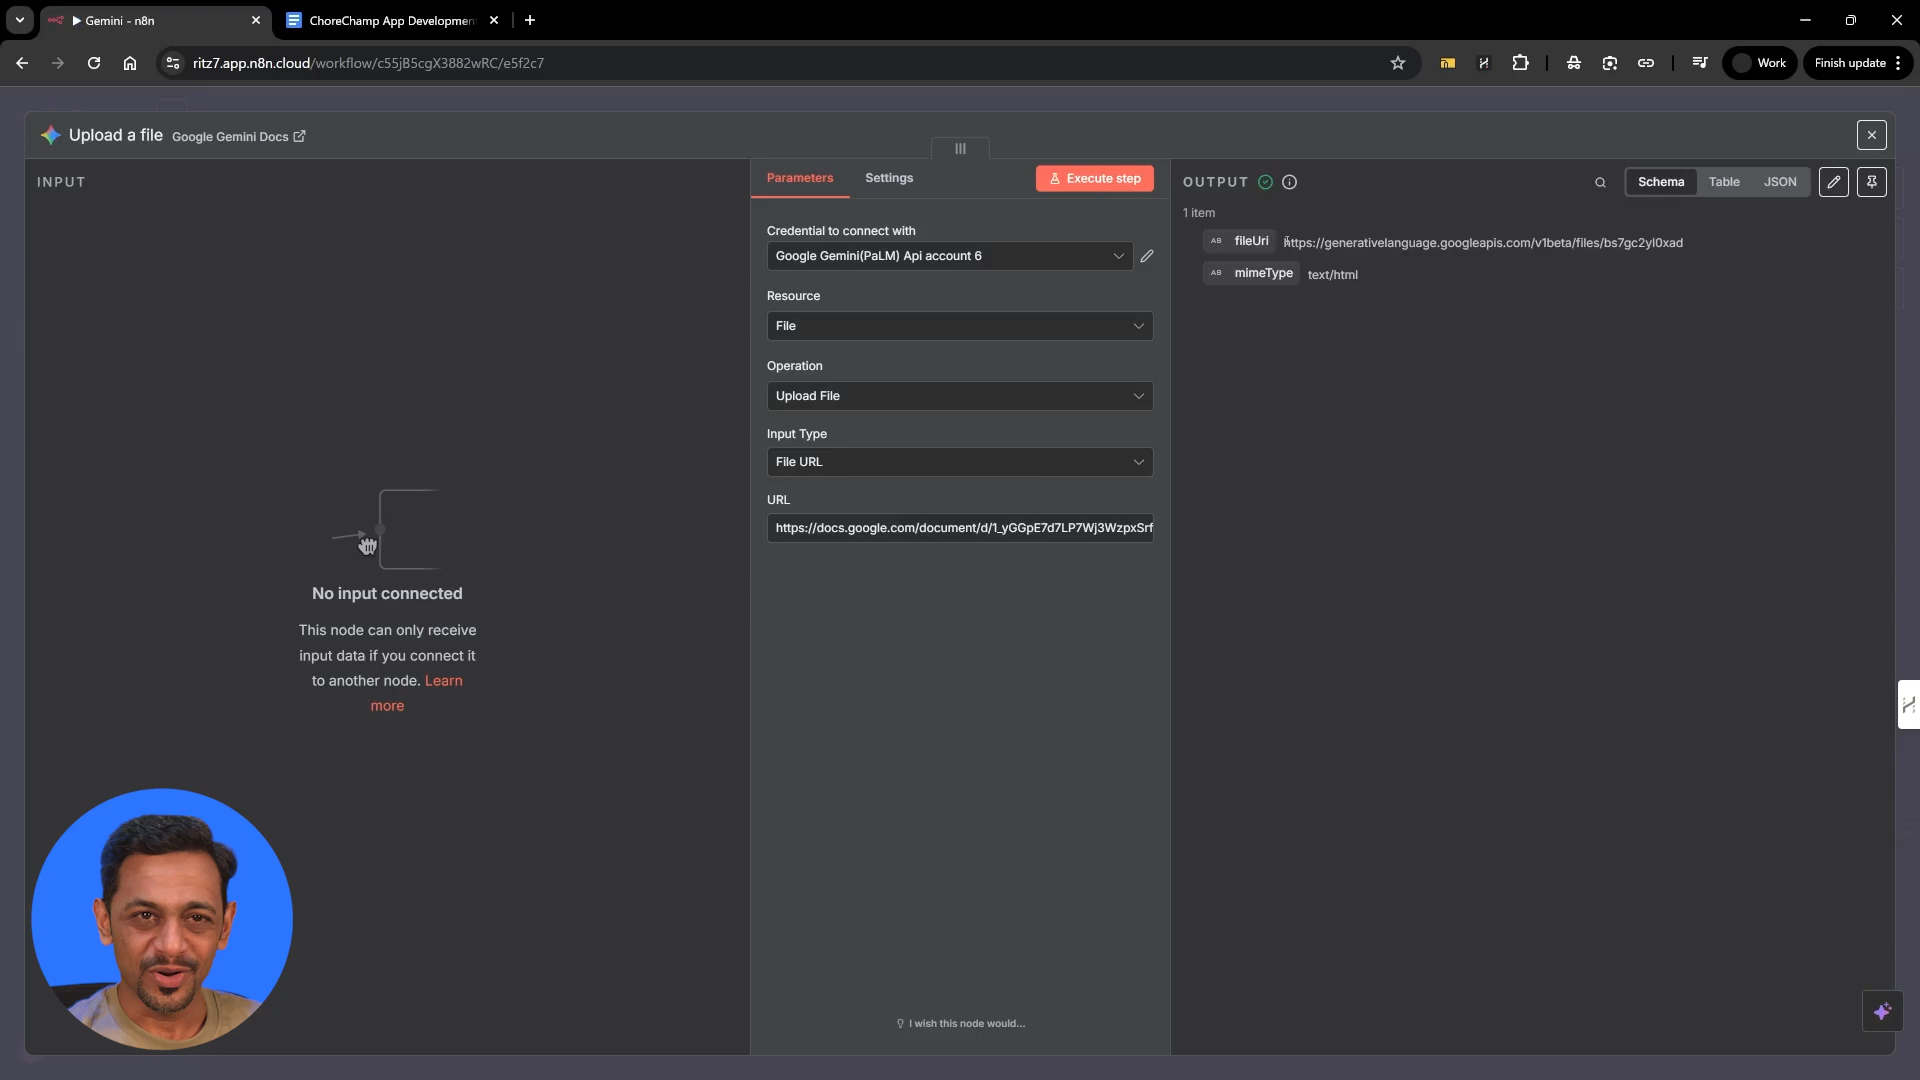 Gemini - n8n
ChoreChamp App Developmen
ritz7.app.n8n.cloud/workflow/c55jB5cgX3882wRC/e5f2c7
Work
Finish update
Upload a file Google Gemini Docs
INPUT
Parameters
Settings
Execute step
OUTPUT
Schema
Table
JSON
1 item
Credential to connect with
Google Gemini(PaLM) Api account 6
AB fileUri https://generativelanguage.googleapis.com/v1beta/files/bs7gc2yl0xad
AB mimeType text/html
Resource
File
Operation
Upload File
Input Type
File URL
URL
https://docs.google.com/document/d/1_yGGpE7d7LP7Wj3WzpxSrf
No input connected
This node can only receive
input data if you connect it
to another node. Learn
more
I wish this node would...